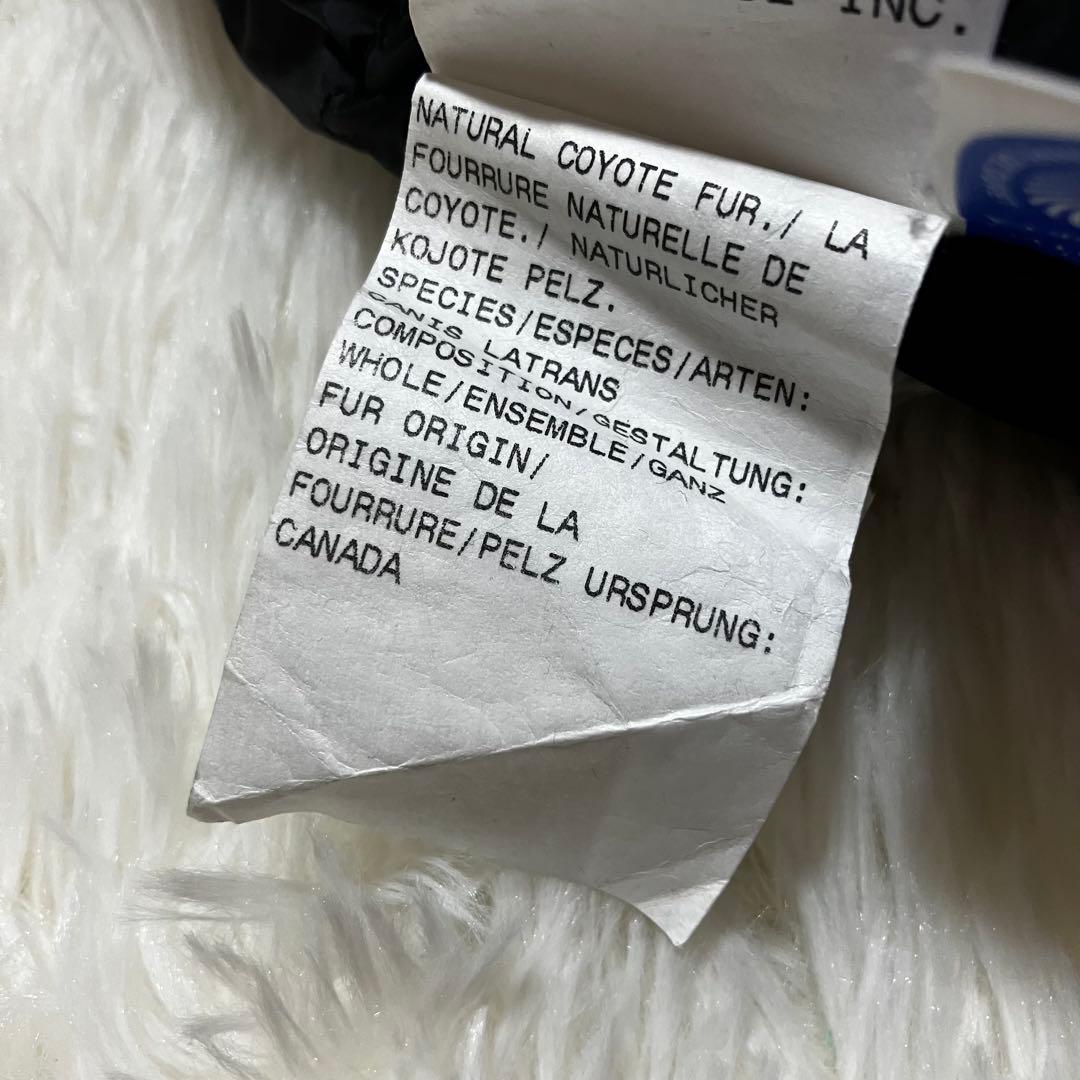 INC.
NATURAL COYOTE FUR./ LA
FOURRURE NATURELLE DE
COYOTE./ NATURLICHER
KOJOTE PELZ.
SPECIES/ESPECES/ARTEN:
CANIS LATRANS
COMPOSITION/GESTALTUNG:
WHOLE/ENSEMBLE/GANZ
FUR ORIGIN/
ORIGINE DE LA
FOURRURE/PELZ URSPRUNG:
CANADA